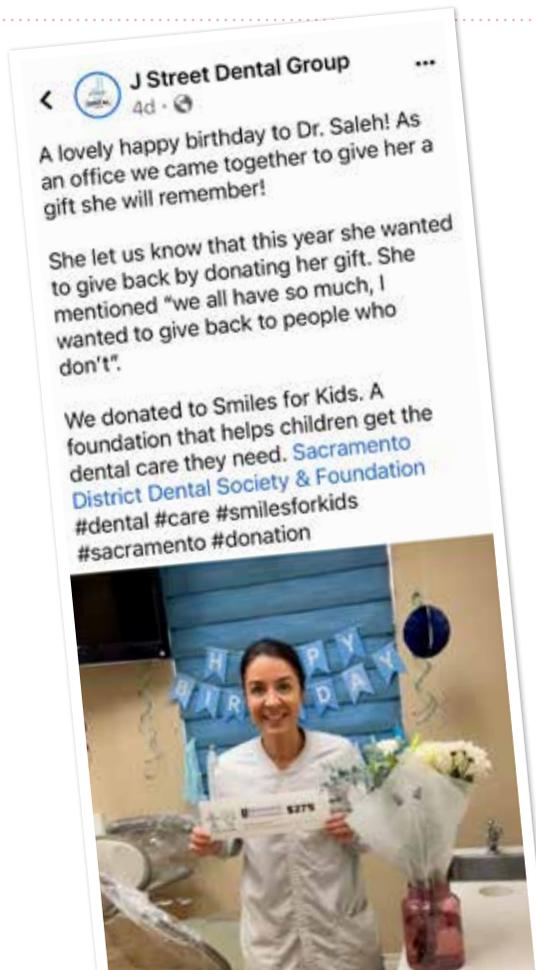 J Street Dental Group
4d ·
A lovely happy birthday to Dr. Saleh! As
an office we came together to give her a
gift she will remember!
She let us know that this year she wanted
to give back by donating her gift. She
mentioned “we all have so much, I
wanted to give back to people who
don't”.
We donated to Smiles for Kids. A
foundation that helps children get the
dental care they need. Sacramento
District Dental Society & Foundation
#dental #care #smilesforkids
#sacramento #donation
H PPY
BIR DAY
$275